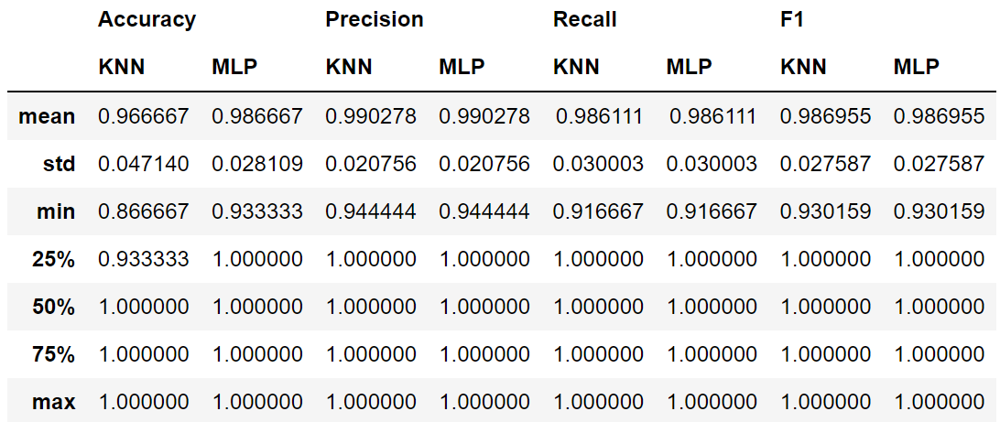 Accuracy Precision Recall F1
KNN MLP KNN MLP KNN MLP KNN MLP
mean 0.966667 0.986667 0.990278 0.990278 0.986111 0.986111 0.986955 0.986955
std 0.047140 0.028109 0.020756 0.020756 0.030003 0.030003 0.027587 0.027587
min 0.866667 0.933333 0.944444 0.944444 0.916667 0.916667 0.930159 0.930159
25% 0.933333 1.000000 1.000000 1.000000 1.000000 1.000000 1.000000 1.000000
50% 1.000000 1.000000 1.000000 1.000000 1.000000 1.000000 1.000000 1.000000
75% 1.000000 1.000000 1.000000 1.000000 1.000000 1.000000 1.000000 1.000000
max 1.000000 1.000000 1.000000 1.000000 1.000000 1.000000 1.000000 1.000000